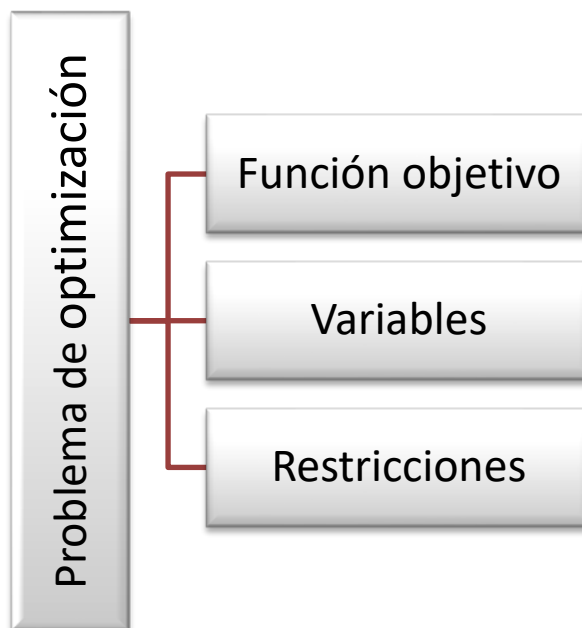 Problema de optimización
Función objetivo
Variables
Restricciones